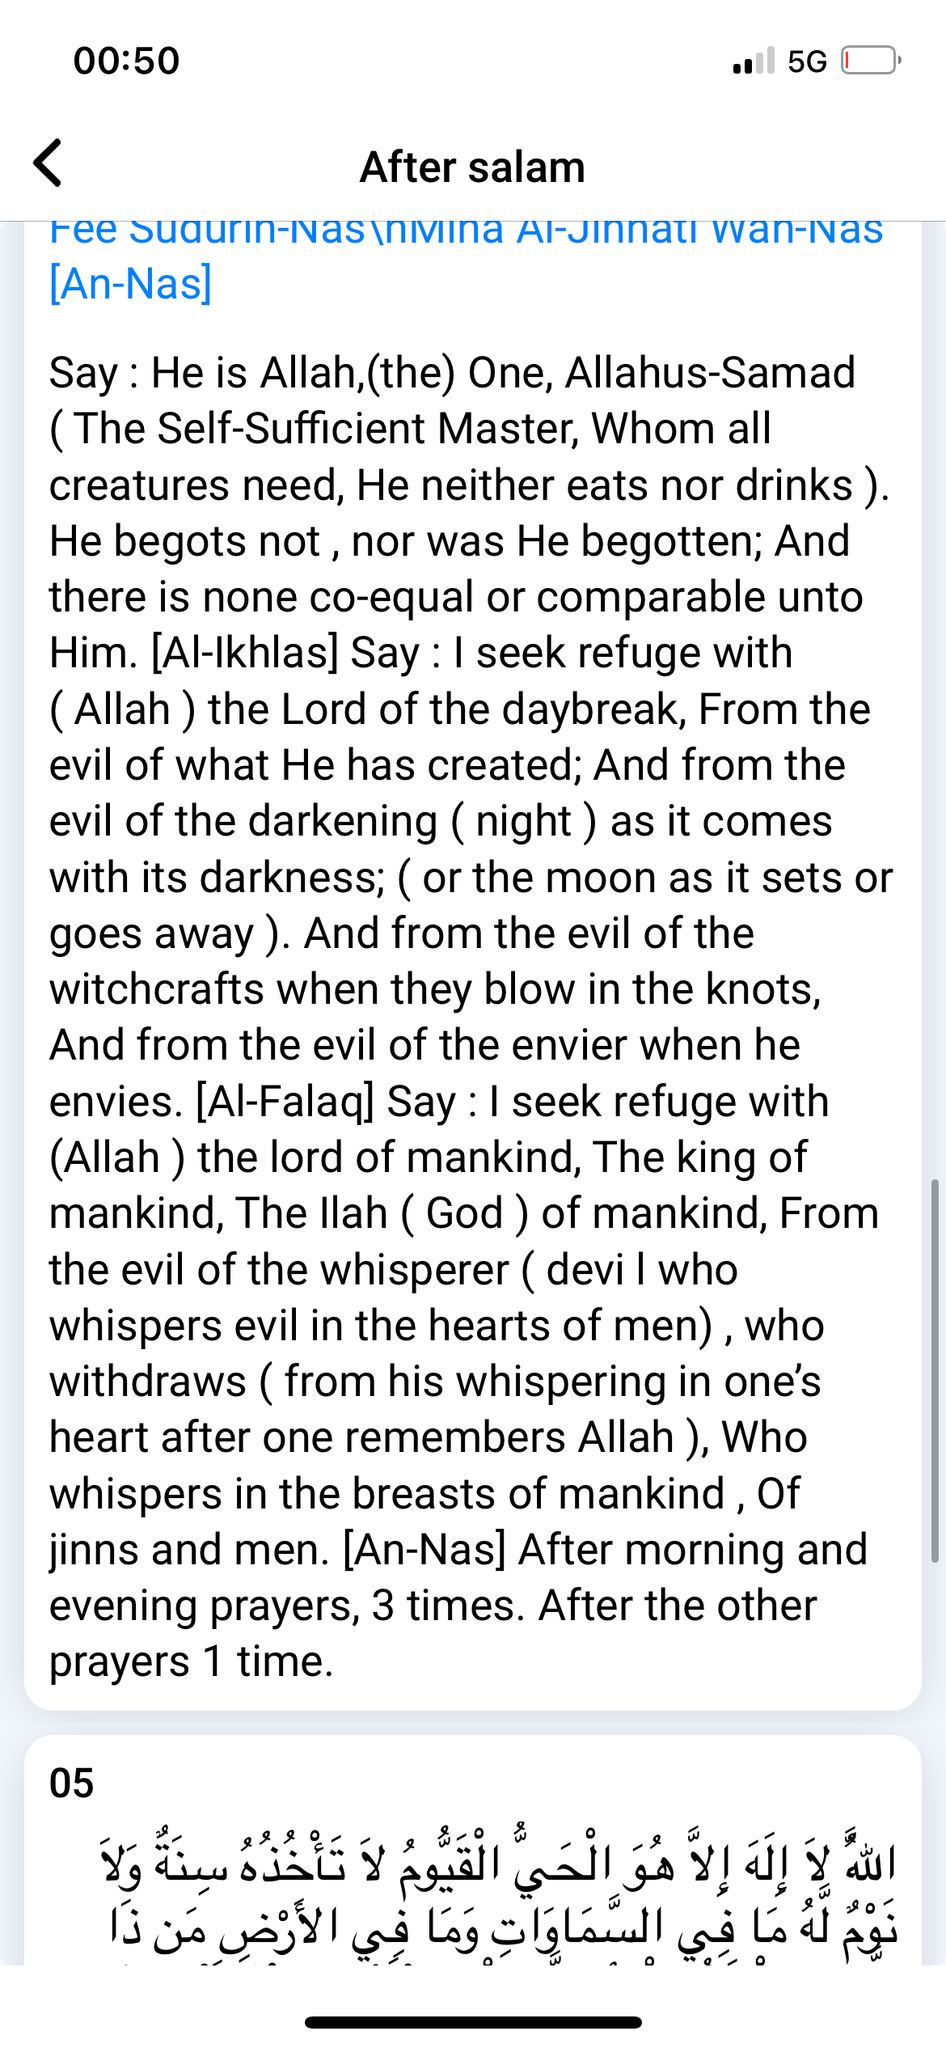 00:50
5G
After salam
Fee Sudurin-Nas\nMina Al-Jinnati Wan-Nas
[An-Nas]
Say : He is Allah,(the) One, Allahus-Samad
( The Self-Sufficient Master, Whom all
creatures need, He neither eats nor drinks ).
He begots not , nor was He begotten; And
there is none co-equal or comparable unto
Him. [Al-Ikhlas] Say : I seek refuge with
( Allah ) the Lord of the daybreak, From the
evil of what He has created; And from the
evil of the darkening ( night ) as it comes
with its darkness; ( or the moon as it sets or
goes away ). And from the evil of the
witchcrafts when they blow in the knots,
And from the evil of the envier when he
envies. [Al-Falaq] Say : I seek refuge with
(Allah ) the lord of mankind, The king of
mankind, The Ilah ( God ) of mankind, From
the evil of the whisperer ( devi l who
whispers evil in the hearts of men) , who
withdraws ( from his whispering in one’s
heart after one remembers Allah ), Who
whispers in the breasts of mankind , Of
jinns and men. [An-Nas] After morning and
evening prayers, 3 times. After the other
prayers 1 time.
05
اللهُ لاَ إِلَهَ إِلاَّ هُوَ الْحَيُّ الْقَيُّومُ لاَ تَأْخُذُهُ سِنَةٌ وَلاَ
نَوْمٌ لَّهُ مَا فِي السَّمَاوَاتِ وَمَا فِي الأَرْضِ مَن ذَا